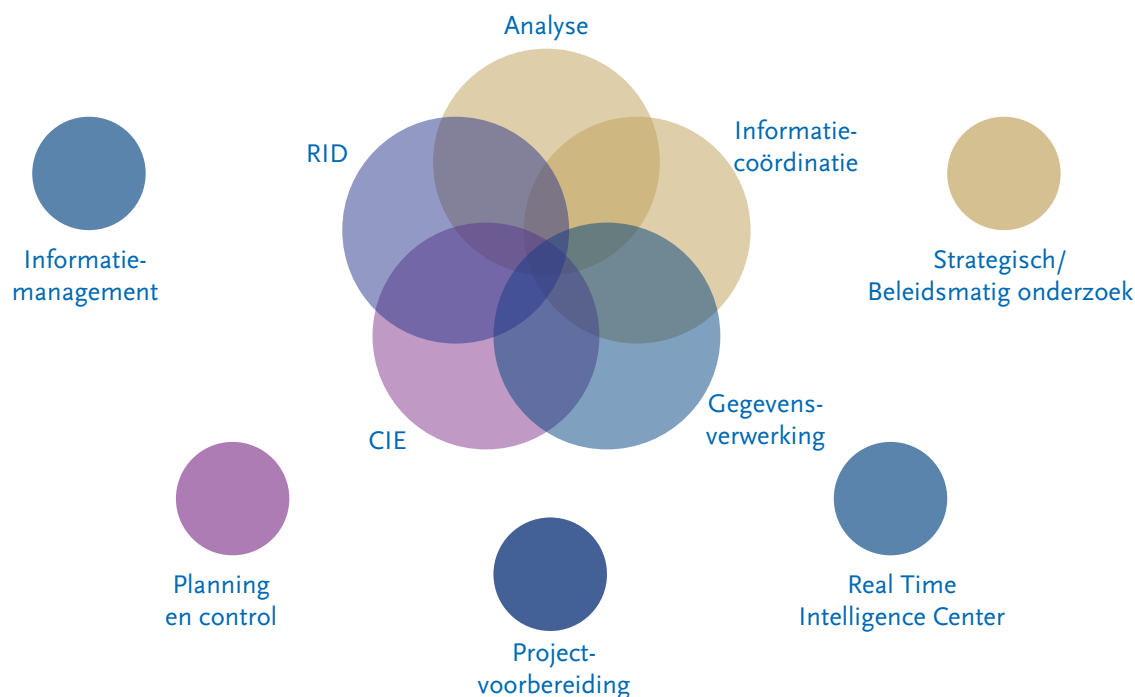 Analyse
RID
Informatie-
coördinatie
Informatie-
management
Strategisch/
Beleidsmatig onderzoek
CIE
Gegevens-
verwerking
Planning
en control
Project-
voorbereiding
Real Time
Intelligence Center